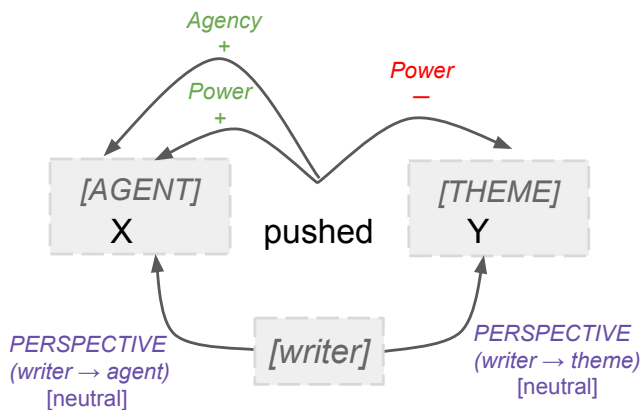 Agency
+
Power
+
Power
–
[AGENT]
X
pushed
[THEME]
Y
[writer]
PERSPECTIVE
(writer → agent)
[neutral]
PERSPECTIVE
(writer → theme)
[neutral]